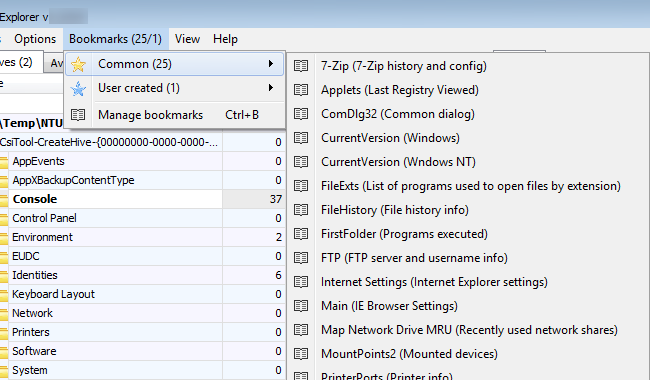 Explorer v
Options Bookmarks (25/1) View Help
ves (2) Av
Common (25)
User created (1)
Manage bookmarks Ctrl+B
e
\Temp\NTU
CsiTool-CreateHive-{00000000-0000-0000-... 0
AppEvents 0
AppXBackupContentType 0
Console 37
Control Panel 0
Environment 2
EUDC 0
Identities 6
Keyboard Layout 0
Network 0
Printers 0
Software 0
System 0
7-Zip (7-Zip history and config)
Applets (Last Registry Viewed)
ComDlg32 (Common dialog)
CurrentVersion (Windows)
CurrentVersion (Wndows NT)
FileExts (List of programs used to open files by extension)
FileHistory (File history info)
FirstFolder (Programs executed)
FTP (FTP server and username info)
Internet Settings (Internet Explorer settings)
Main (IE Browser Settings)
Map Network Drive MRU (Recently used network shares)
MountPoints2 (Mounted devices)
PrinterPorts (Printer info)